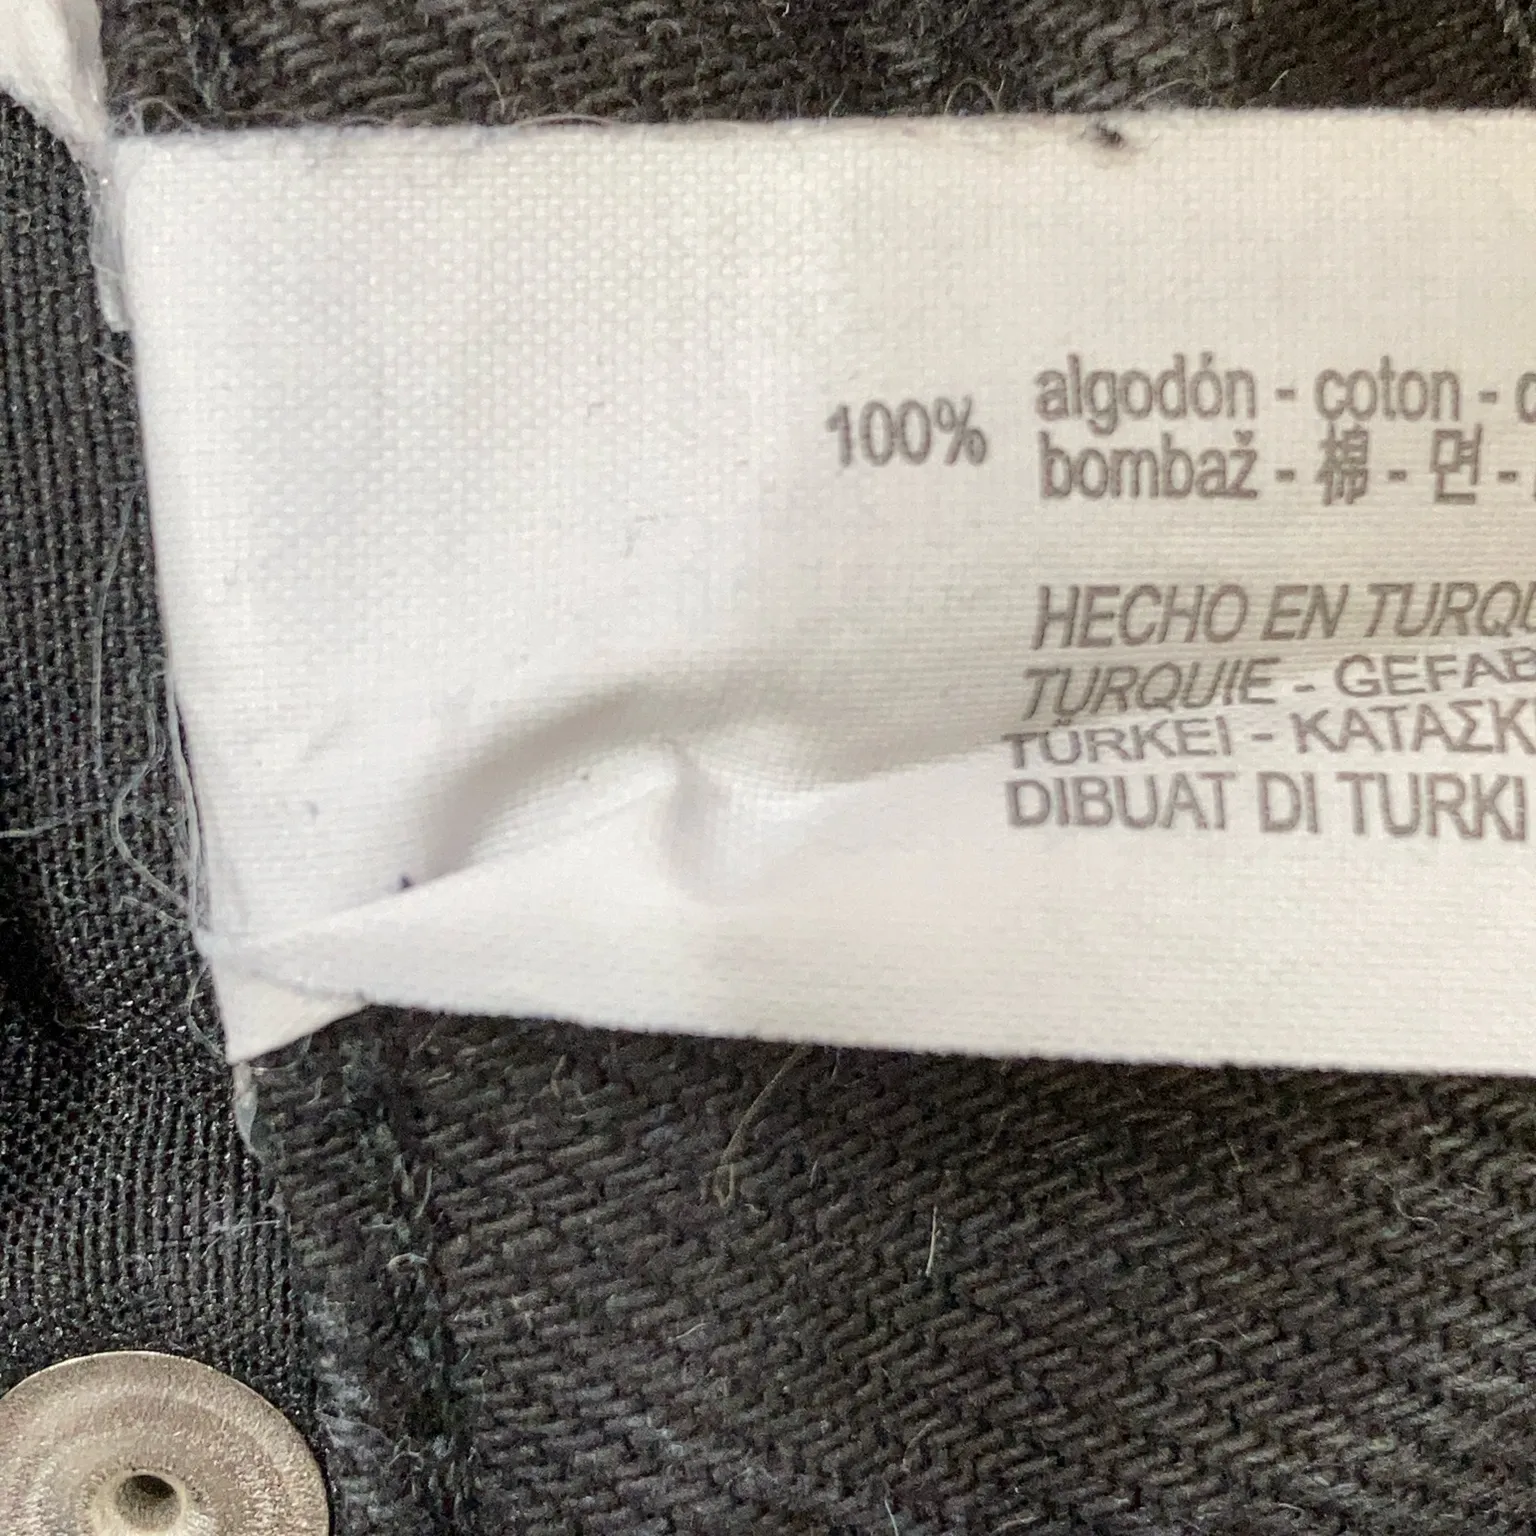 100% algodón - coton - 
bombaž - 棉 - 면 -
HECHO EN TURQU
TURQUIE - GEFAB
TÜRKEI - ΚΑΤΑΣΚ
DIBUAT DI TURKI